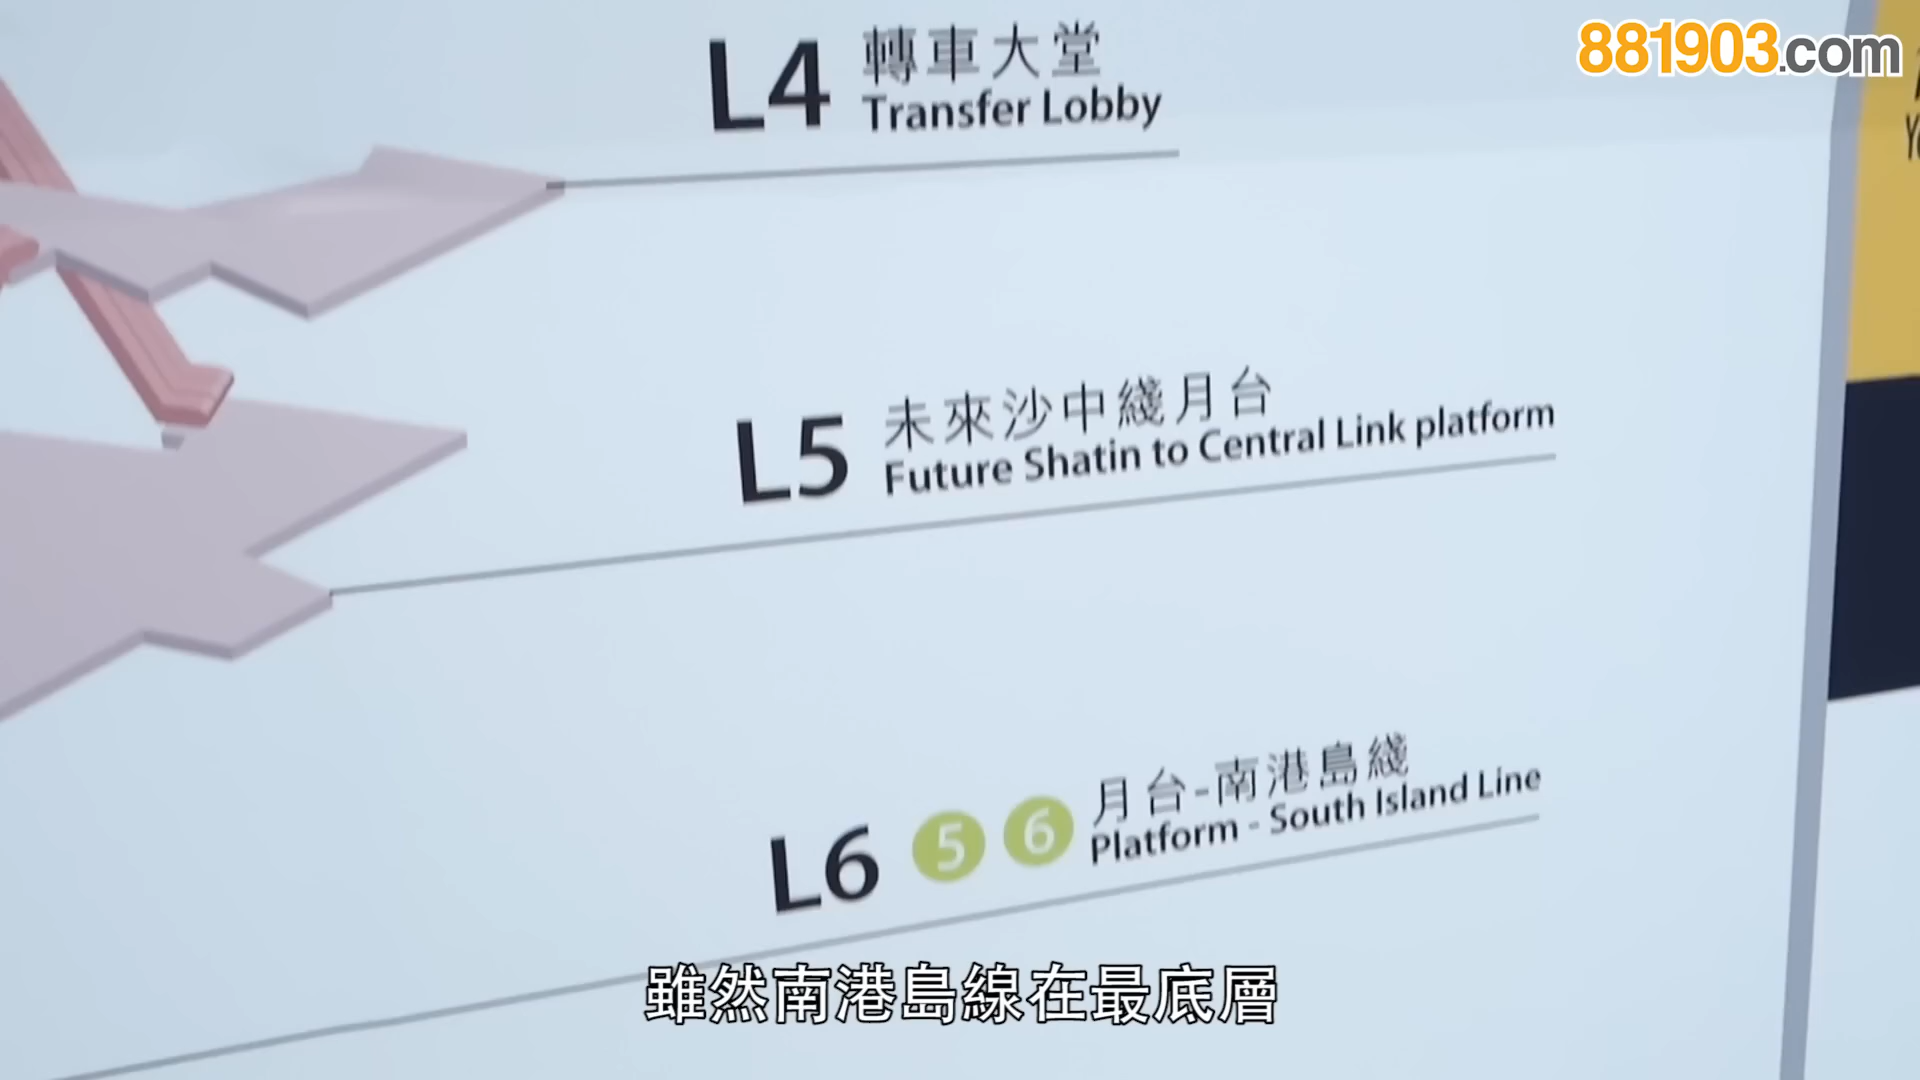 881903.com
L4 轉車大堂
Transfer Lobby
L5 未來沙中綫月台
Future Shatin to Central Link platform
L6 5 6 月台-南港島綫
Platform - South Island Line
雖然南港島線在最底層